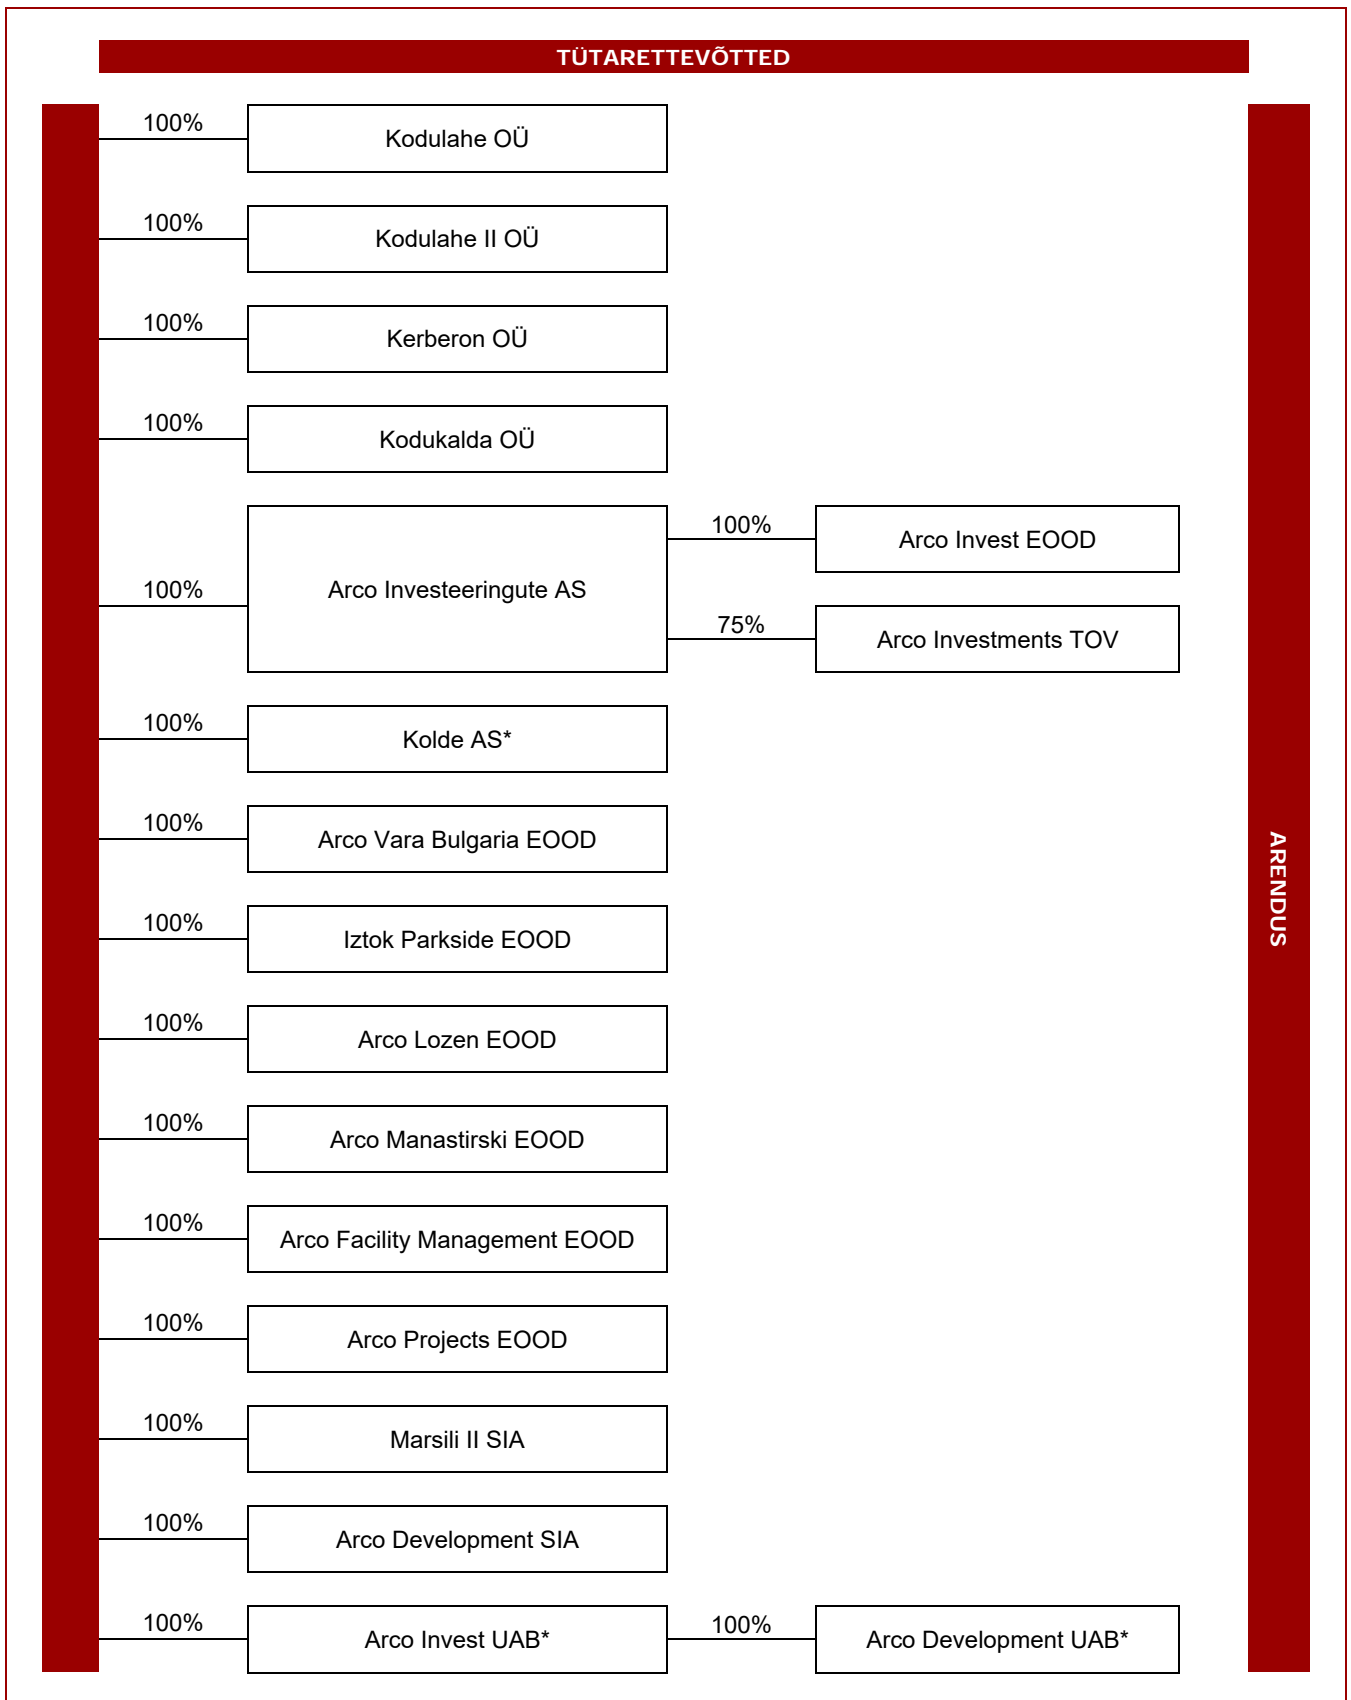 TÜTARETTEVÕTTED
100%
Kodulahe OÜ
100%
Kodulahe II OÜ
100%
Kerberon OÜ
100%
Kodukalda OÜ
100%
Arco Investeeringute AS
100%
Arco Invest EOOD
75%
Arco Investments TOV
100%
Kolde AS*
100%
Arco Vara Bulgaria EOOD
100%
Iztok Parkside EOOD
100%
Arco Lozen EOOD
100%
Arco Manastirski EOOD
100%
Arco Facility Management EOOD
100%
Arco Projects EOOD
100%
Marsili II SIA
100%
Arco Development SIA
100%
Arco Invest UAB*
100%
Arco Development UAB*
ARENDUS